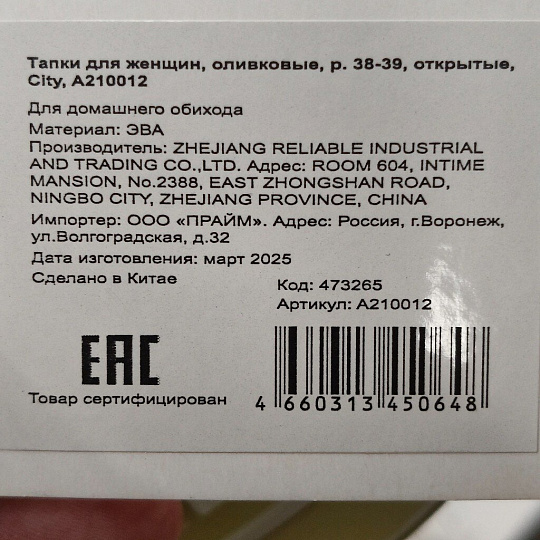 Тапки для женщин, оливковые, р. 38-39, открытые,
City, A210012
Для домашнего обихода
Материал: ЭВА
Производитель: ZHEJIANG RELIABLE INDUSTRIAL
AND TRADING CO.,LTD. Адрес: ROOM 604, INTIME
MANSION, No.2388, EAST ZHONGSHAN ROAD,
NINGBO CITY, ZHEJIANG PROVINCE, CHINA
Импортер: ООО «ПРАЙМ». Адрес: Россия, г.Воронеж,
ул.Волгоградская, д.32
Дата изготовления: март 2025
Сделано в Китае
Код: 473265
Артикул: A210012
EAC
Товар сертифицирован
4 660313 450648